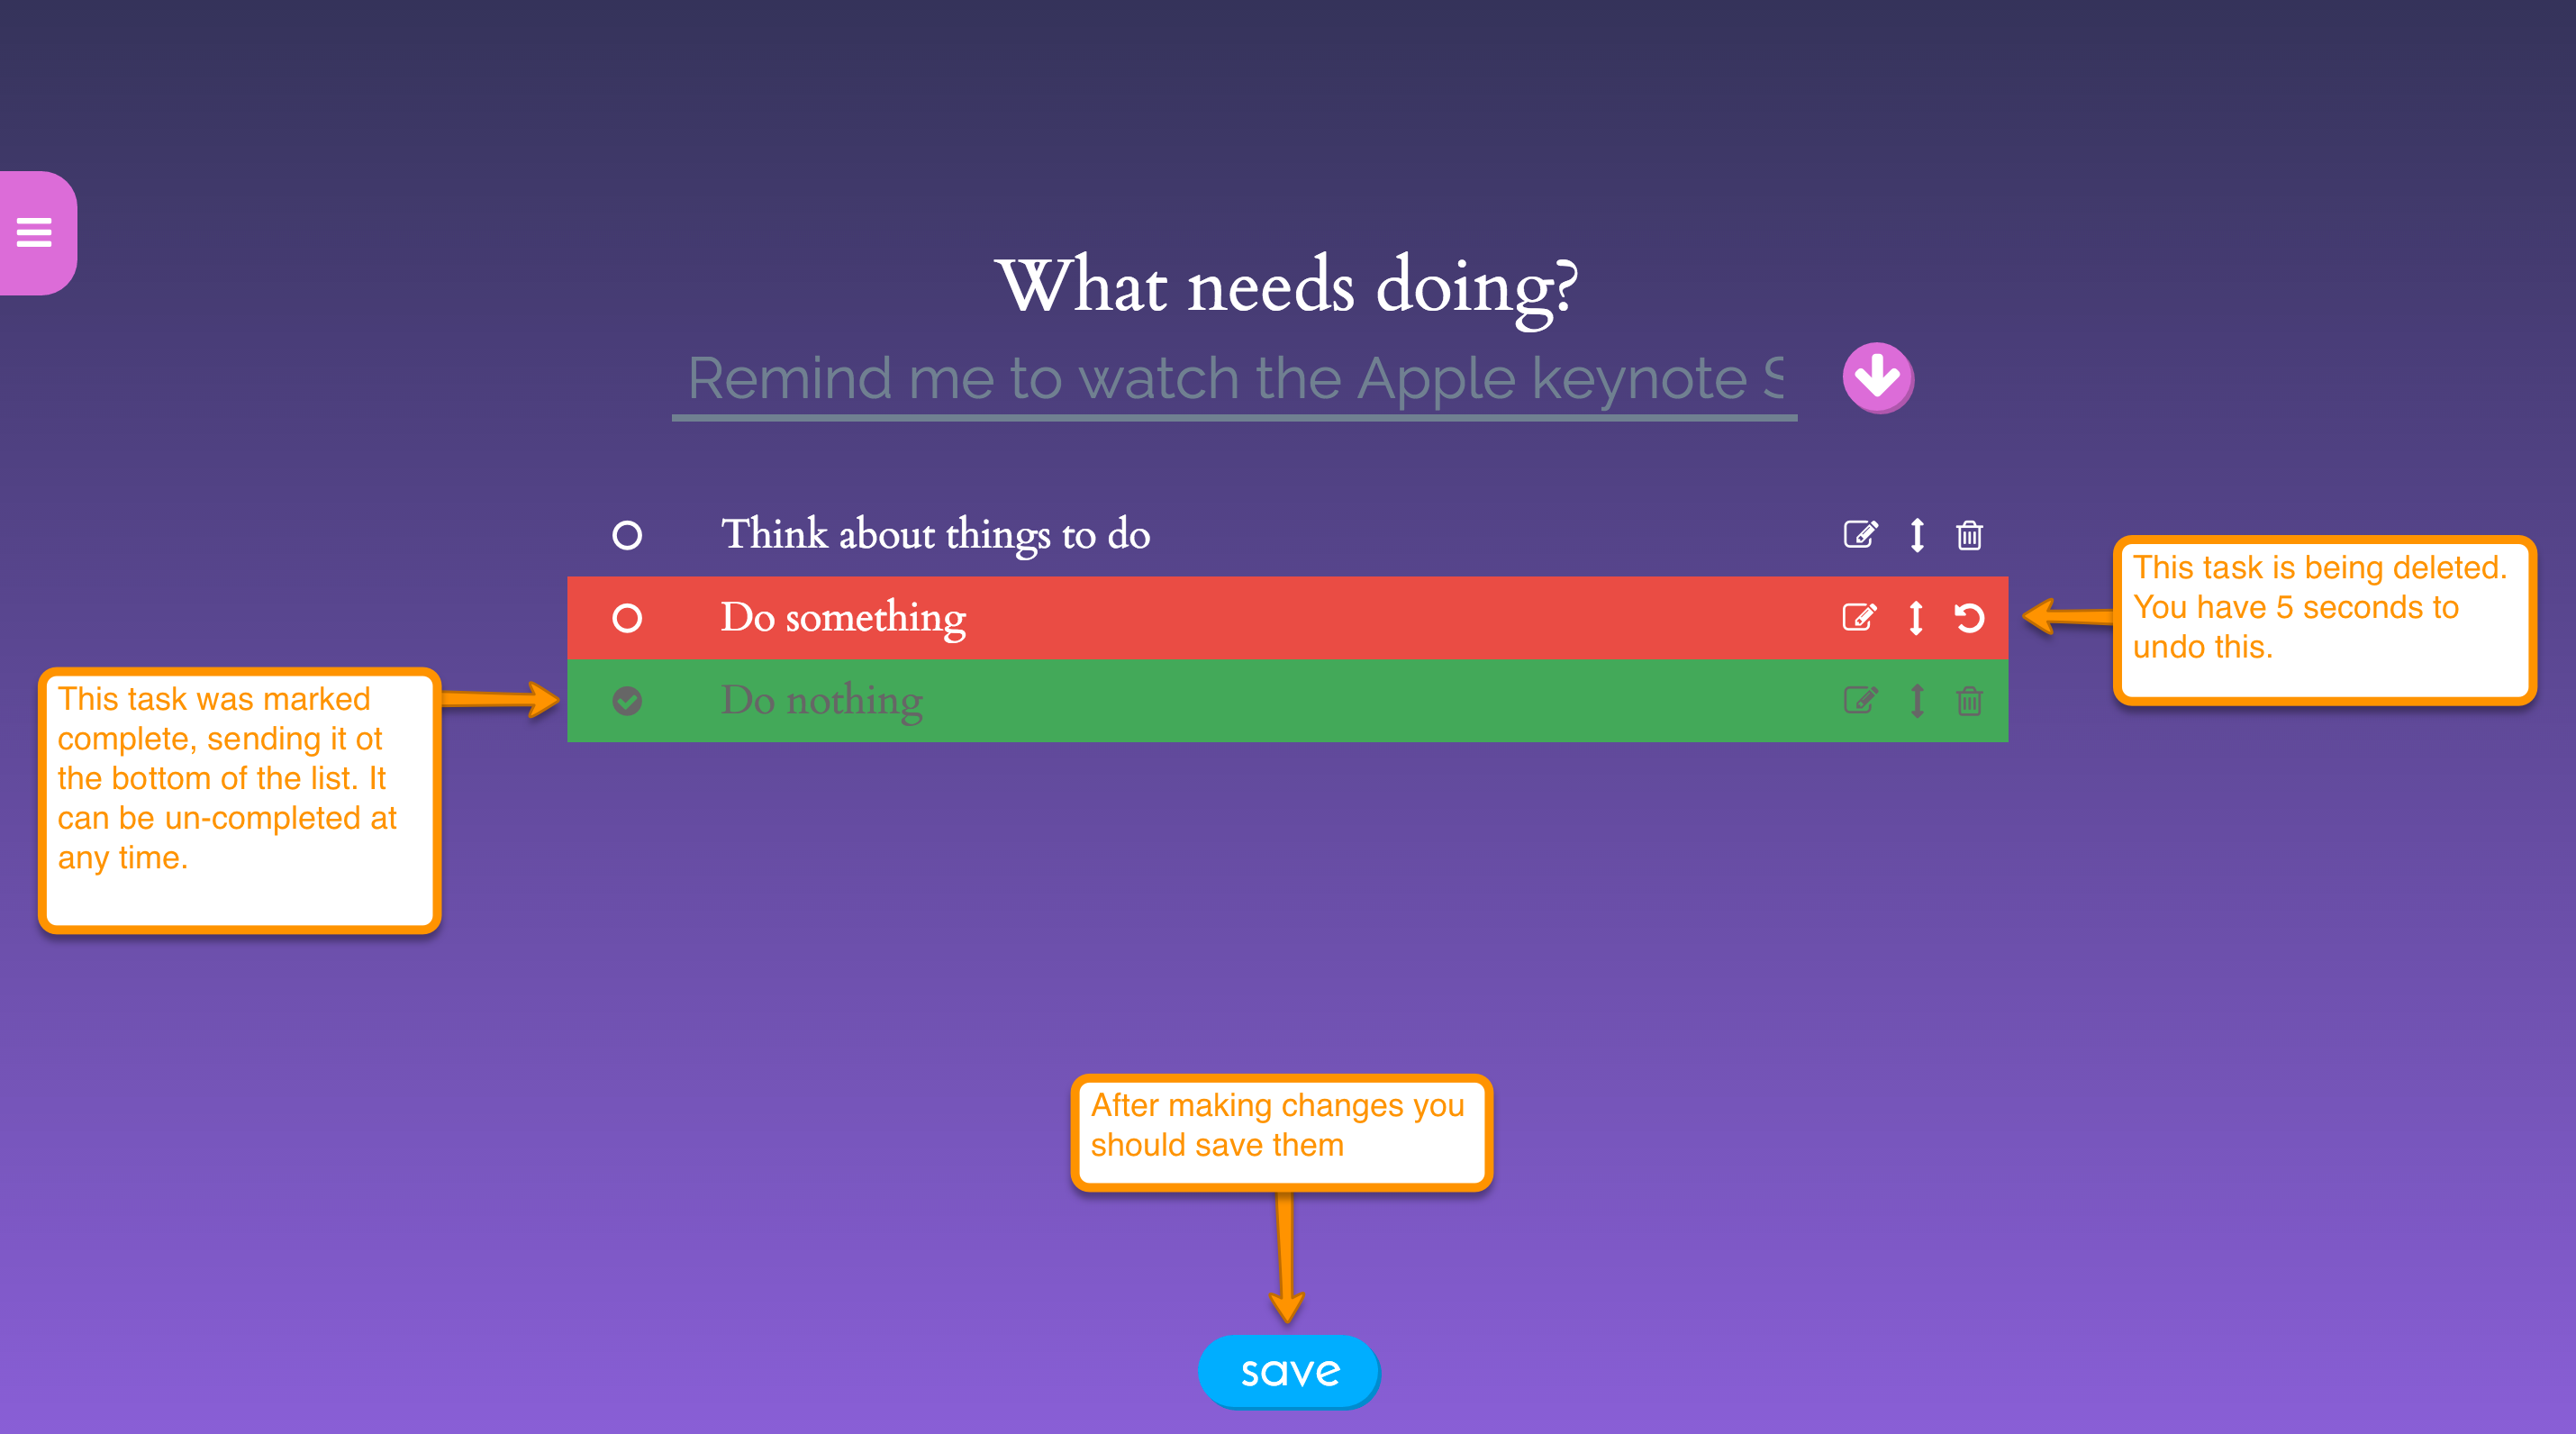 What needs doing?
Remind me to watch the Apple keynote S
Think about things to do
Do something
Do nothing
This task is being deleted.
You have 5 seconds to
undo this.
This task was marked
complete, sending it ot
the bottom of the list. It
can be un-completed at
any time.
After making changes you
should save them
save